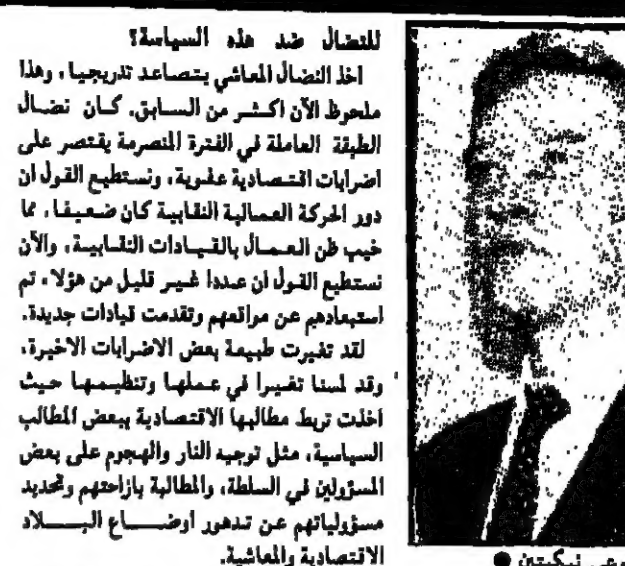 للنضال ضد هذه السياسة؟
اخذ النضال المعاشي يتصاعد تدريجيا، وهذا
ملحوظ الآن اكثر من السابق. كان نضال
الطبقة العاملة في الفترة المنصرمة يقتصر على
اضرابات اقتصادية عفوية، ونستطيع القول ان
دور الحركة العمالية النقابية كان ضعيفا، مما
خيب ظن العمال بالقيادات النقابية، والآن
نستطيع القول ان عددا غير قليل من هؤلاء، تم
استبعادهم عن مواقعهم وتقدمت قيادات جديدة.
لقد تغيرت طبيعة بعض الاضرابات الاخيرة،
وقد لمسنا تغييرا في عملها وتنظيمها حيث
اخذت تربط مطالبها الاقتصادية ببعض المطالب
السياسية، مثل توجيه النار والهجوم على بعض
المسؤولين في السلطة، والمطالبة بازاحتهم وتحديد
مسؤولياتهم عن تدهور اوضاع البلاد
الاقتصادية والمعاشية.
نيكيتين ●